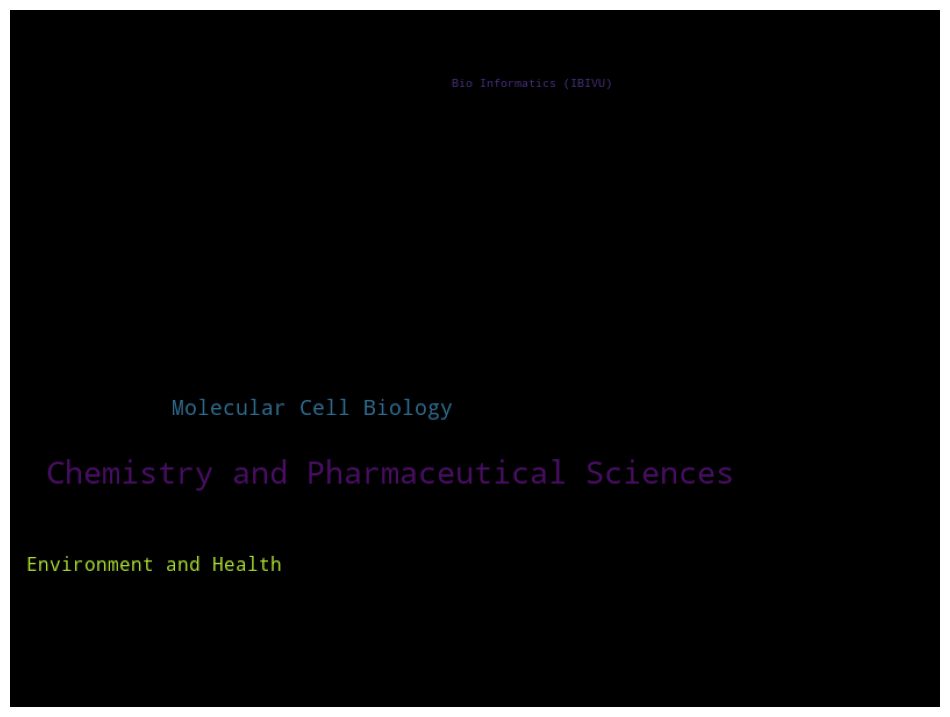 Bio Informatics (IBIVU)
Molecular Cell Biology
Chemistry and Pharmaceutical Sciences
Environment and Health